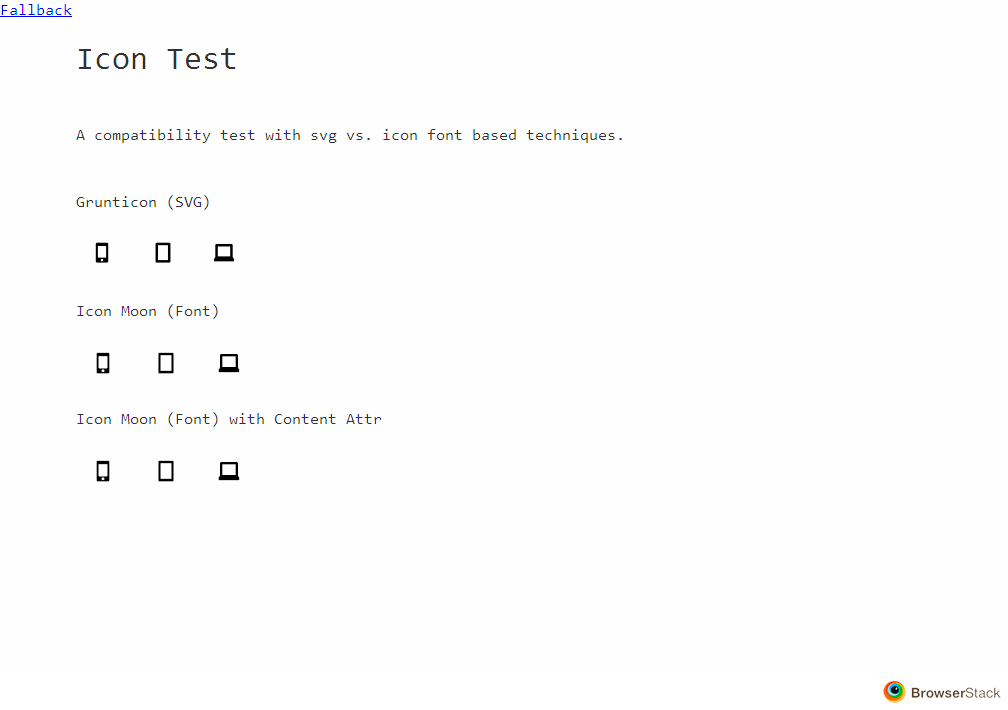 Fallback
Icon Test
A compatibility test with svg vs. icon font based techniques.
Grunticon (SVG)
Icon Moon (Font)
Icon Moon (Font) with Content Attr
BrowserStack